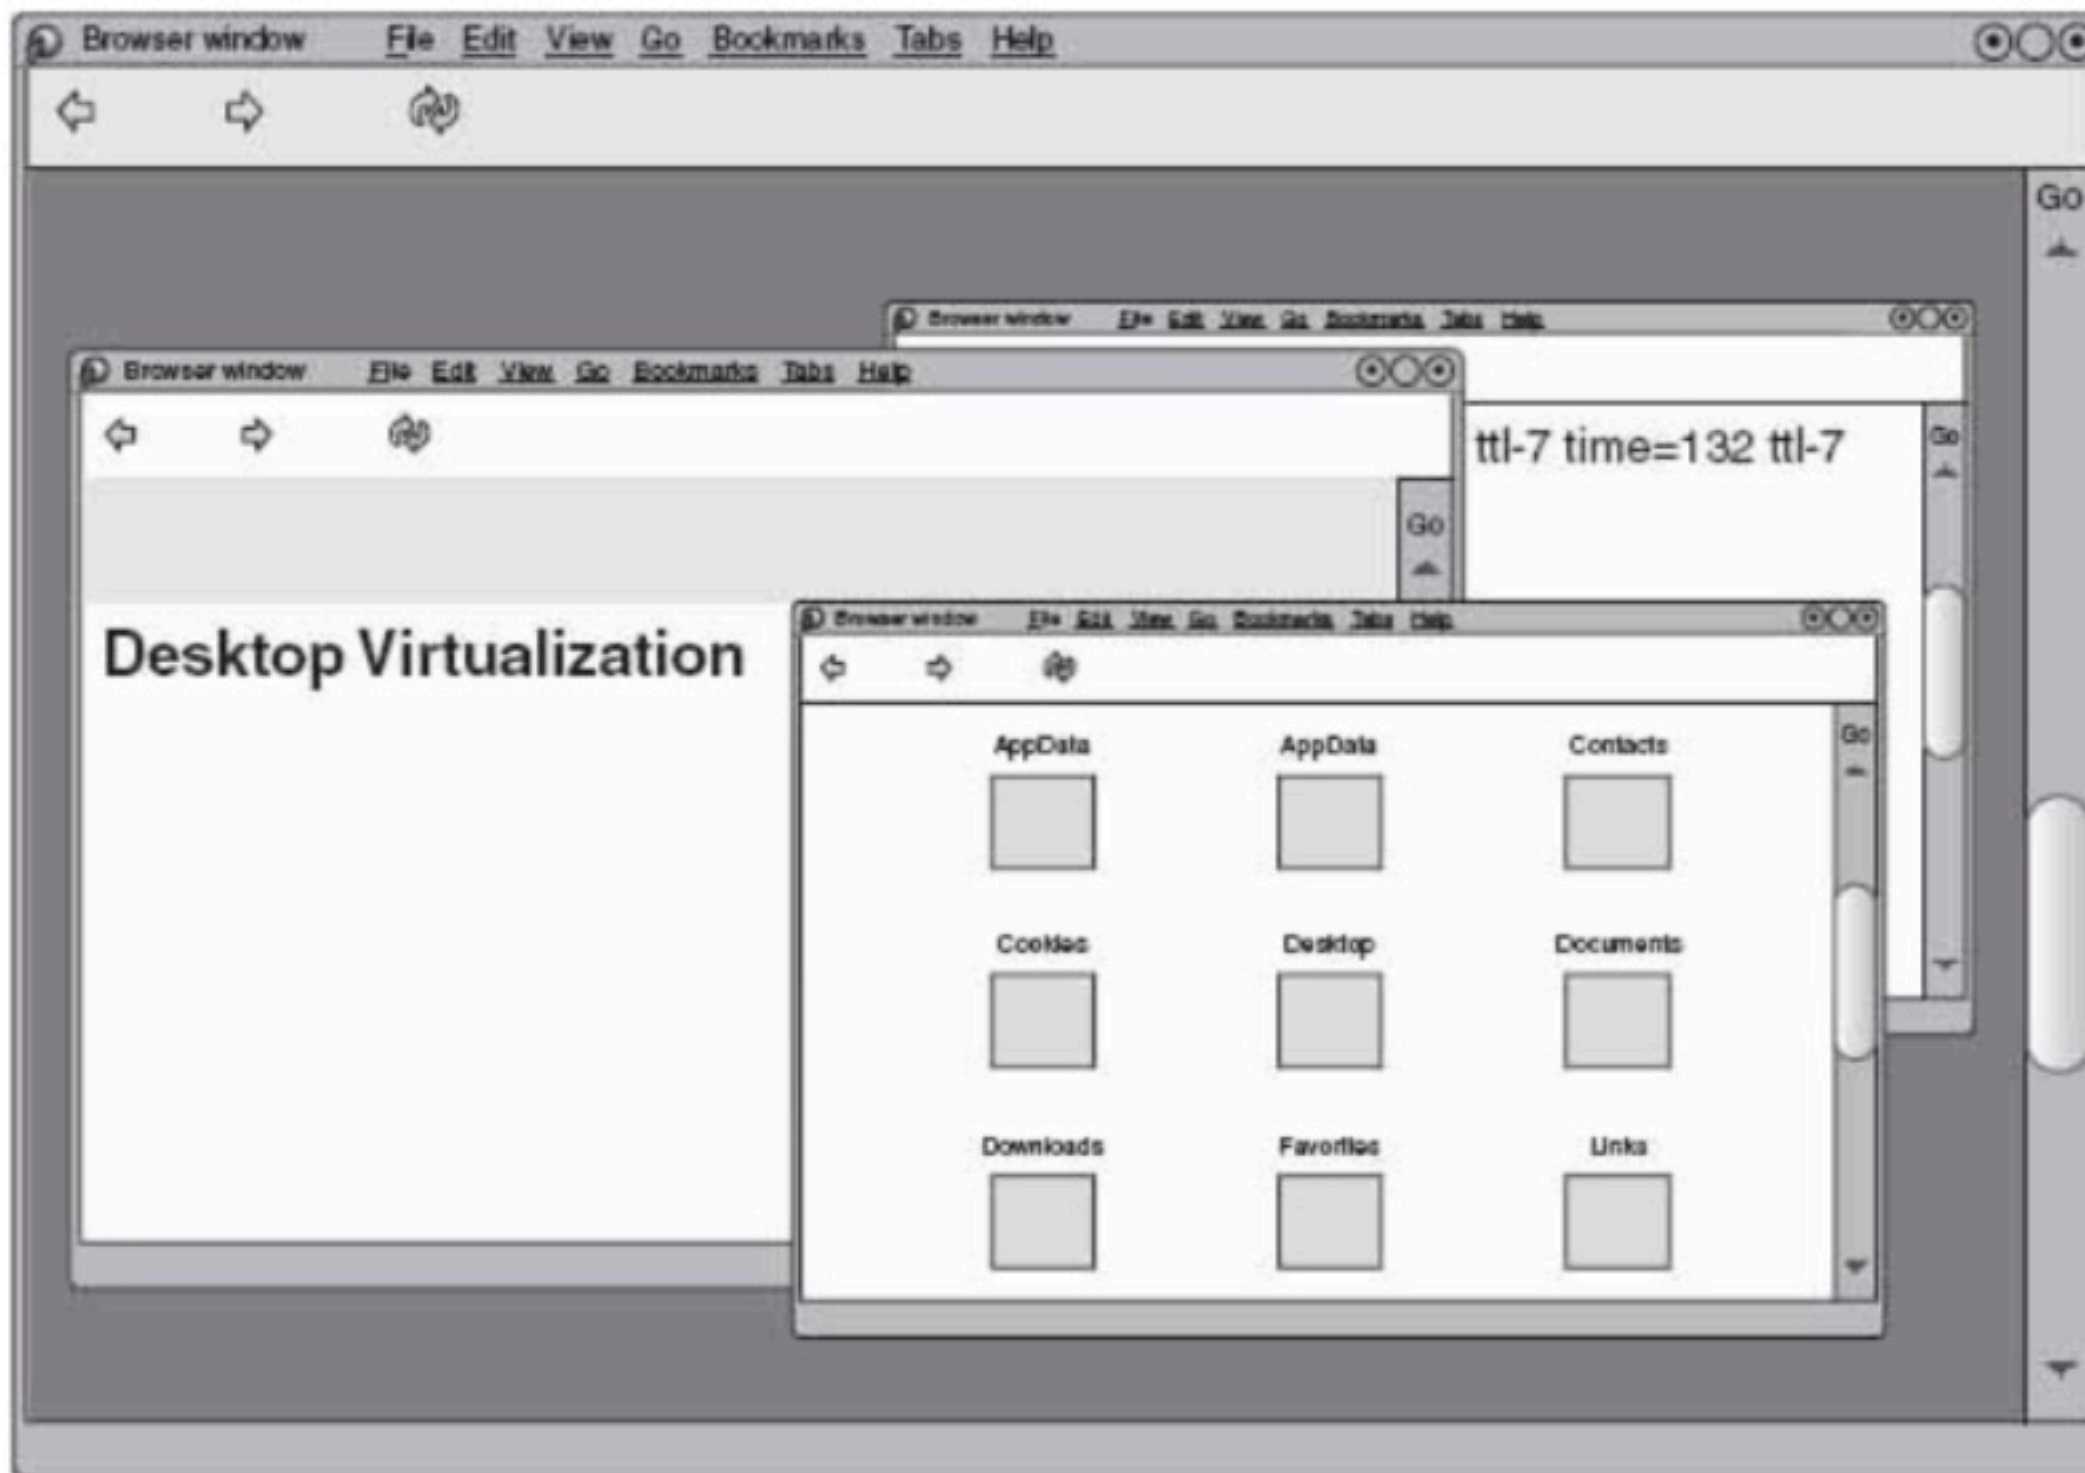 Browser window File Edit View Go Bookmarks Tabs Help
Go
Browser window File Edit View Go Bookmarks Tabs Help
ttl-7 time=132 ttl-7
Go
Browser window File Edit View Go Bookmarks Tabs Help
Go
Desktop Virtualization
Browser window File Edit View Go Bookmarks Tabs Help
Go
AppData AppData Contacts
Cookies Desktop Documents
Downloads Favorites Links